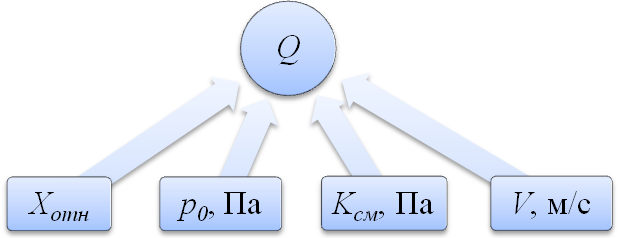 Q
Xотн
p0, Па
Kсм, Па
V, м/с